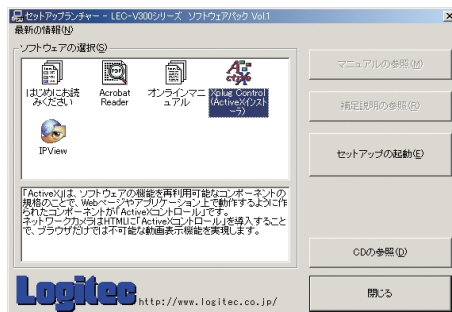 セットアップランチャー - LEC-V300シリーズ ソフトウェアパック Vol.1
最新の情報(N)
ソフトウェアの選択(S)
はじめにお読
みください
Acrobat
Reader
オンラインマニ
ュアル
Xplug Control
(ActiveXインスト
ーラ)
IPView
マニュアルの参照(M)
補足説明の参照(R)
セットアップの起動(E)
「ActiveX」は、ソフトウェアの機能を再利用可能なコンポーネントの
規格のことで、Webページやアプリケーション上で動作するように作
られたコンポーネントが「ActiveXコントロール」です。
ネットワークカメラはHTMLに「ActiveXコントロール」を導入すること
で、ブラウザだけでは不可能な動画表示機能を実現します。
CDの参照(D)
閉じる
Logitec http://www.logitec.co.jp/